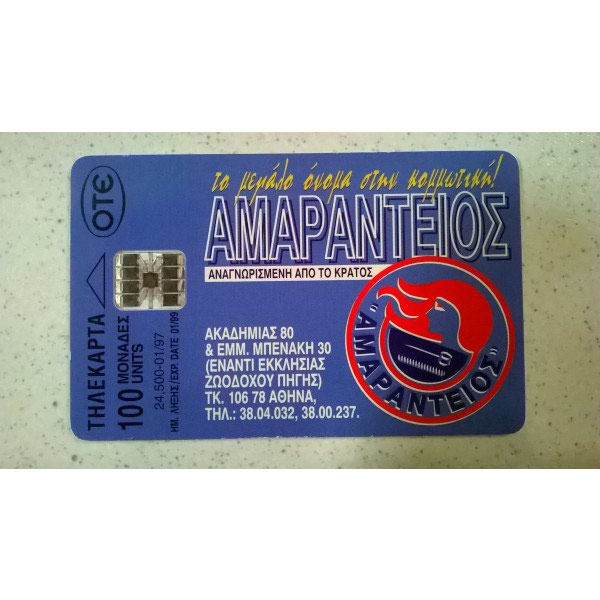 OTE
ΤΗΛΕΚΑΡΤΑ
100 ΜΟΝΑΔΕΣ
UNITS
24,500-01/97
ΗΜ. ΛΗΞΗΣ/EXP. DATE 01/99
το μεγάλο όνομα στην κομμωτική!
ΑΜΑΡΑΝΤΕΙΟΣ
ΑΝΑΓΝΩΡΙΣΜΕΝΗ ΑΠΟ ΤΟ ΚΡΑΤΟΣ
ΑΚΑΔΗΜΙΑΣ 80
& ΕΜΜ. ΜΠΕΝΑΚΗ 30
(ΕΝΑΝΤΙ ΕΚΚΛΗΣΙΑΣ
ΖΩΟΔΟΧΟΥ ΠΗΓΗΣ)
ΤΚ. 106 78 ΑΘΗΝΑ,
ΤΗΛ.: 38.04.032, 38.00.237.
"ΑΜΑΡΑΝΤΕΙΟΣ"